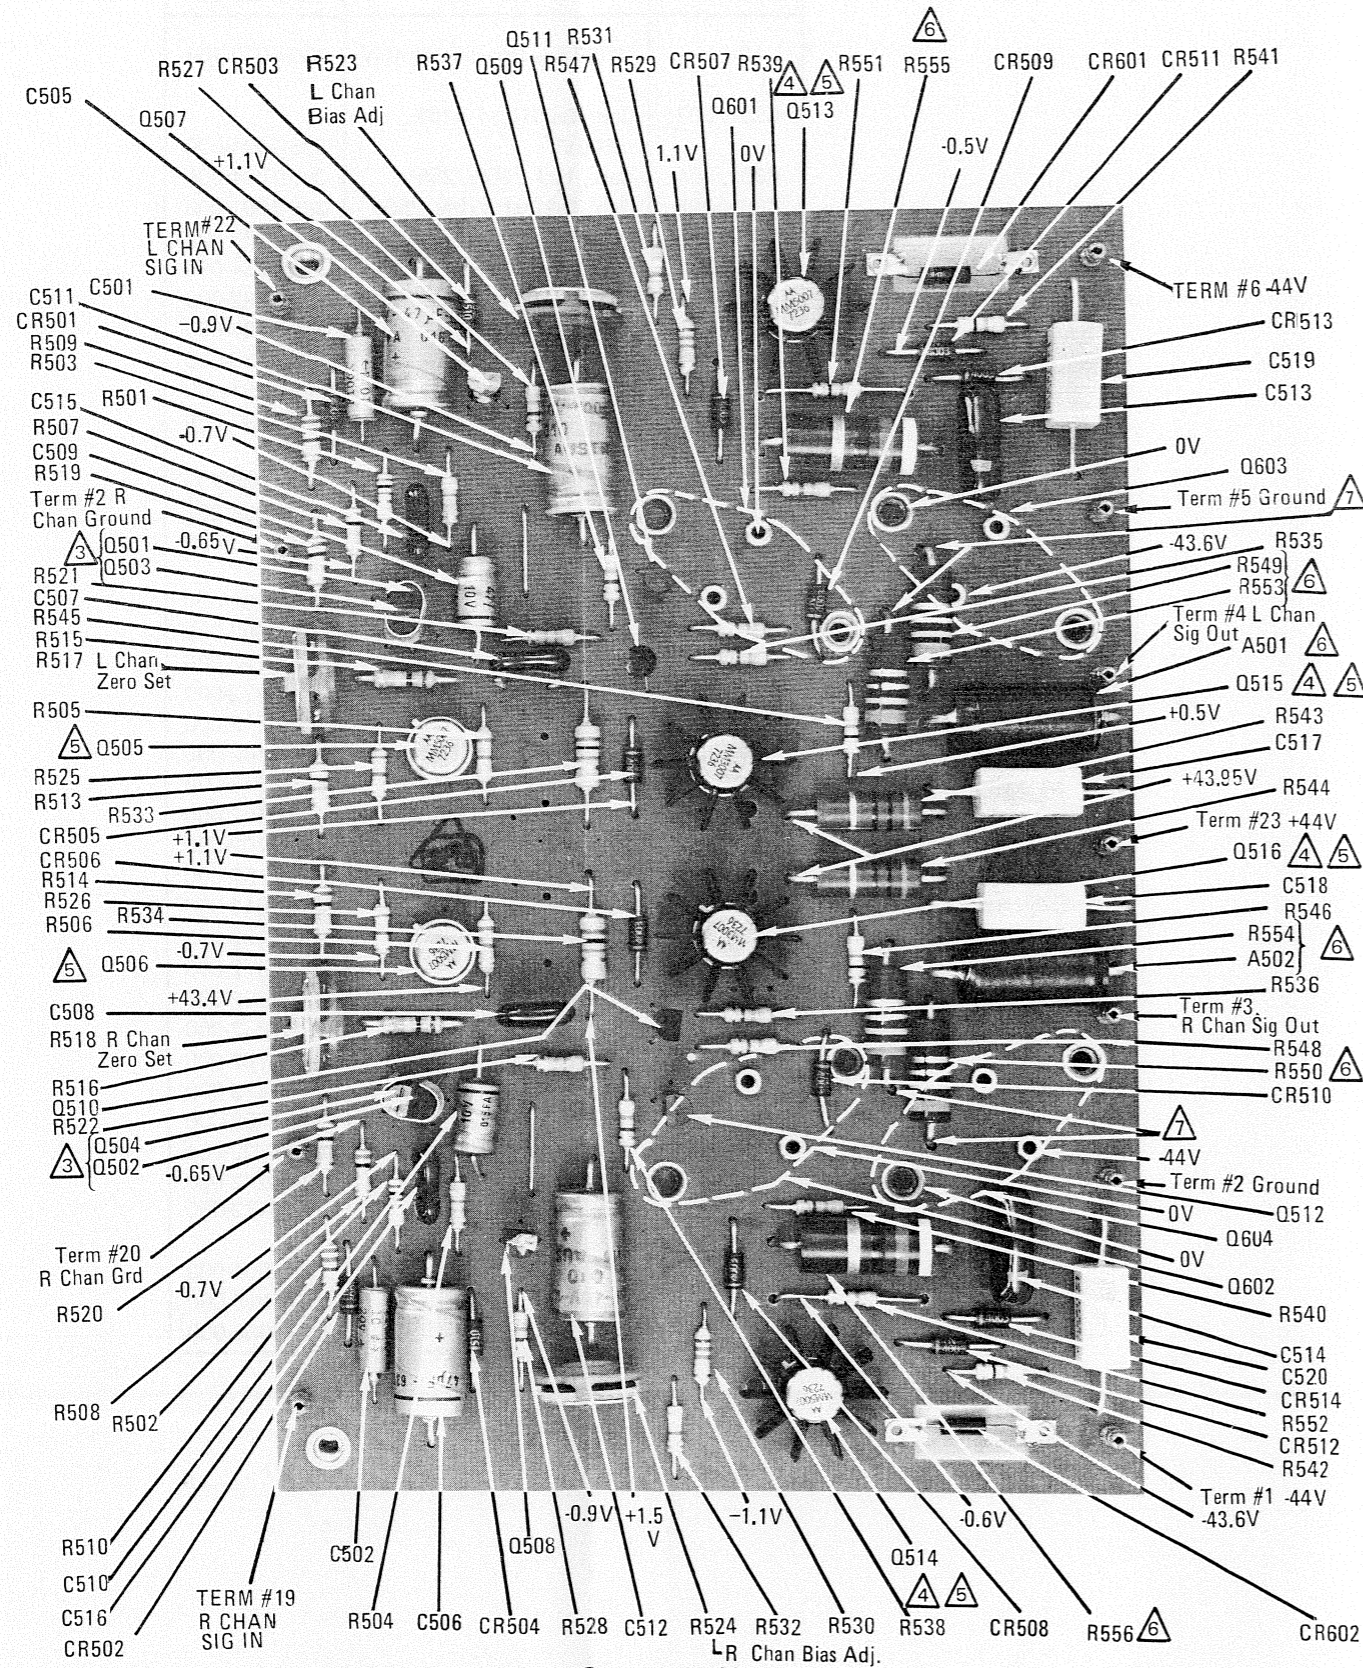 Q511 R531
R527 CR503 R523 R537 Q509 R547 R529 CR507 R539 4 5 R551 6 R555 CR509 CR601 CR511 R541
L Chan
Bias Adj
C505
Q507
Q601
Q513
+1.1V
1.1V
0V
-0.5V
TERM#22
L CHAN
SIG IN
C501
C511
-0.9V
CR501
R509
R503
C515
R501
R507
-0.7V
C509
R519
Term #2 R
Chan Ground
3 Q501
Q503
-0.65V
R521
C507
R545
R515
R517 L Chan
Zero Set
R505
5 Q505
R525
R513
R533
CR505
+1.1V
CR506
+1.1V
R514
R526
R534
R506
-0.7V
5 Q506
+43.4V
C508
R518 R Chan
Zero Set
R516
Q510
R522
3 Q504
Q502
-0.65V
Term #20
R Chan Grd
-0.7V
R520
R508
R502
R510
C510
C516
CR502
TERM #6-44V
CR513
C519
C513
0V
Q603
Term #5 Ground 7
-43.6V
R535
R549
R553 6
Term #4 L Chan
Sig Out
A501 6
Q515 4 5
+0.5V
R543
C517
+43.95V
R544
Term #23 +44V
Q516 4 5
C518
R546
R554
A502 6
R536
Term #3
R Chan Sig Out
R548
R550 6
CR510
7
-44V
Term #2 Ground
0V
Q512
Q604
0V
Q602
R540
C514
C520
CR514
R552
CR512
R542
Term #1 -44V
-43.6V
TERM #19
R CHAN
SIG IN
C502
Q508
-0.9V
+1.5
V
-1.1V
-0.6V
Q514
4 5
R504 C506 CR504 R528 C512 R524 R532 R530 R538 CR508 R556 6 CR602
R Chan Bias Adj.
10V
MM5007
7236